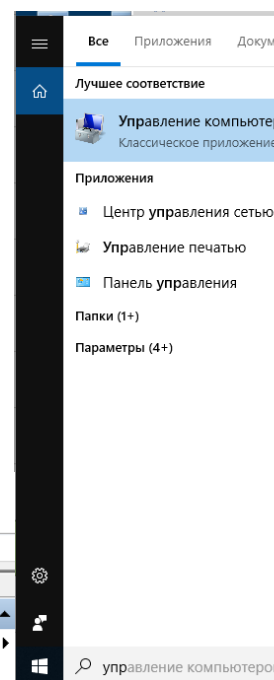 Все Приложения Докум
Лучшее соответствие
Управление компьютер
Классическое приложение
Приложения
Центр управления сетью
Управление печатью
Панель управления
Папки (1+)
Параметры (4+)
управление компьютеро